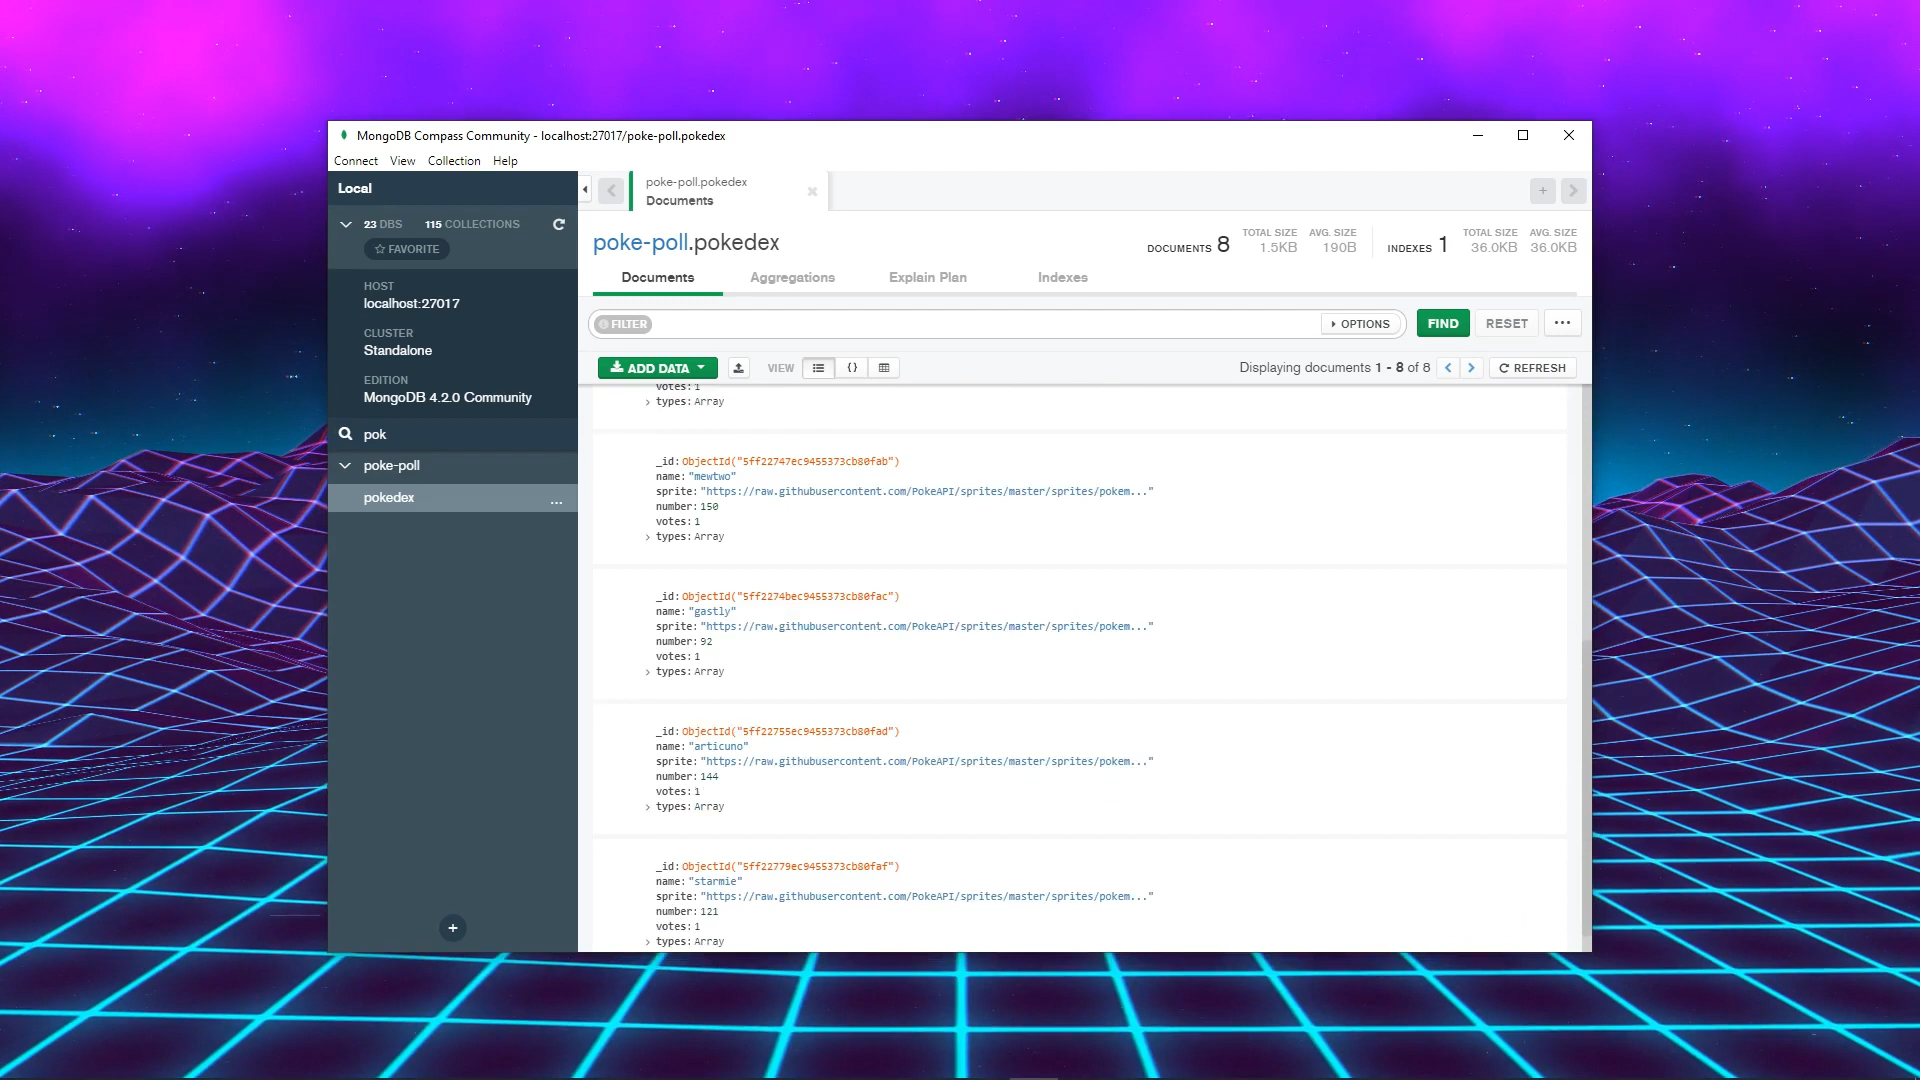 MongoDB Compass Community - localhost:27017/poke-poll.pokedex
Connect View Collection Help
Local
23 DBS 115 COLLECTIONS
FAVORITE
HOST
localhost:27017
CLUSTER
Standalone
EDITION
MongoDB 4.2.0 Community
pok
poke-poll
pokedex ...
poke-poll.pokedex
Documents
poke-poll.pokedex
DOCUMENTS 8 TOTAL SIZE 1.5KB AVG. SIZE 190B INDEXES 1 TOTAL SIZE 36.0KB AVG. SIZE 36.0KB
Documents Aggregations Explain Plan Indexes
FILTER OPTIONS FIND RESET ...
ADD DATA VIEW {} Displaying documents 1 - 8 of 8 REFRESH
votes: 1
types: Array
_id: ObjectId("5ff22747ec9455373cb80fab")
name: "mewtwo"
sprite: "https://raw.githubusercontent.com/PokeAPI/sprites/master/sprites/pokem..."
number: 150
votes: 1
types: Array
_id: ObjectId("5ff2274bec9455373cb80fac")
name: "gastly"
sprite: "https://raw.githubusercontent.com/PokeAPI/sprites/master/sprites/pokem..."
number: 92
votes: 1
types: Array
_id: ObjectId("5ff22755ec9455373cb80fad")
name: "articuno"
sprite: "https://raw.githubusercontent.com/PokeAPI/sprites/master/sprites/pokem..."
number: 144
votes: 1
types: Array
_id: ObjectId("5ff22779ec9455373cb80faf")
name: "starmie"
sprite: "https://raw.githubusercontent.com/PokeAPI/sprites/master/sprites/pokem..."
number: 121
votes: 1
types: Array